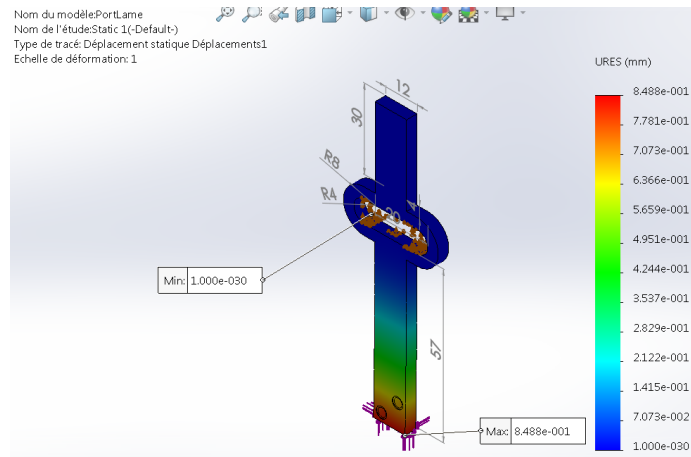 Nom du modèle:PortLame
Nom de l'étude:Static 1(-Default-)
Type de tracé: Déplacement statique Déplacements1
Echelle de déformation: 1
URES (mm)
8.488e-001
7.781e-001
7.073e-001
6.366e-001
5.659e-001
4.951e-001
4.244e-001
3.537e-001
2.829e-001
2.122e-001
1.415e-001
7.073e-002
1.000e-030
12
30
R8
R4
20
57
Min: 1.000e-030
Max: 8.488e-001